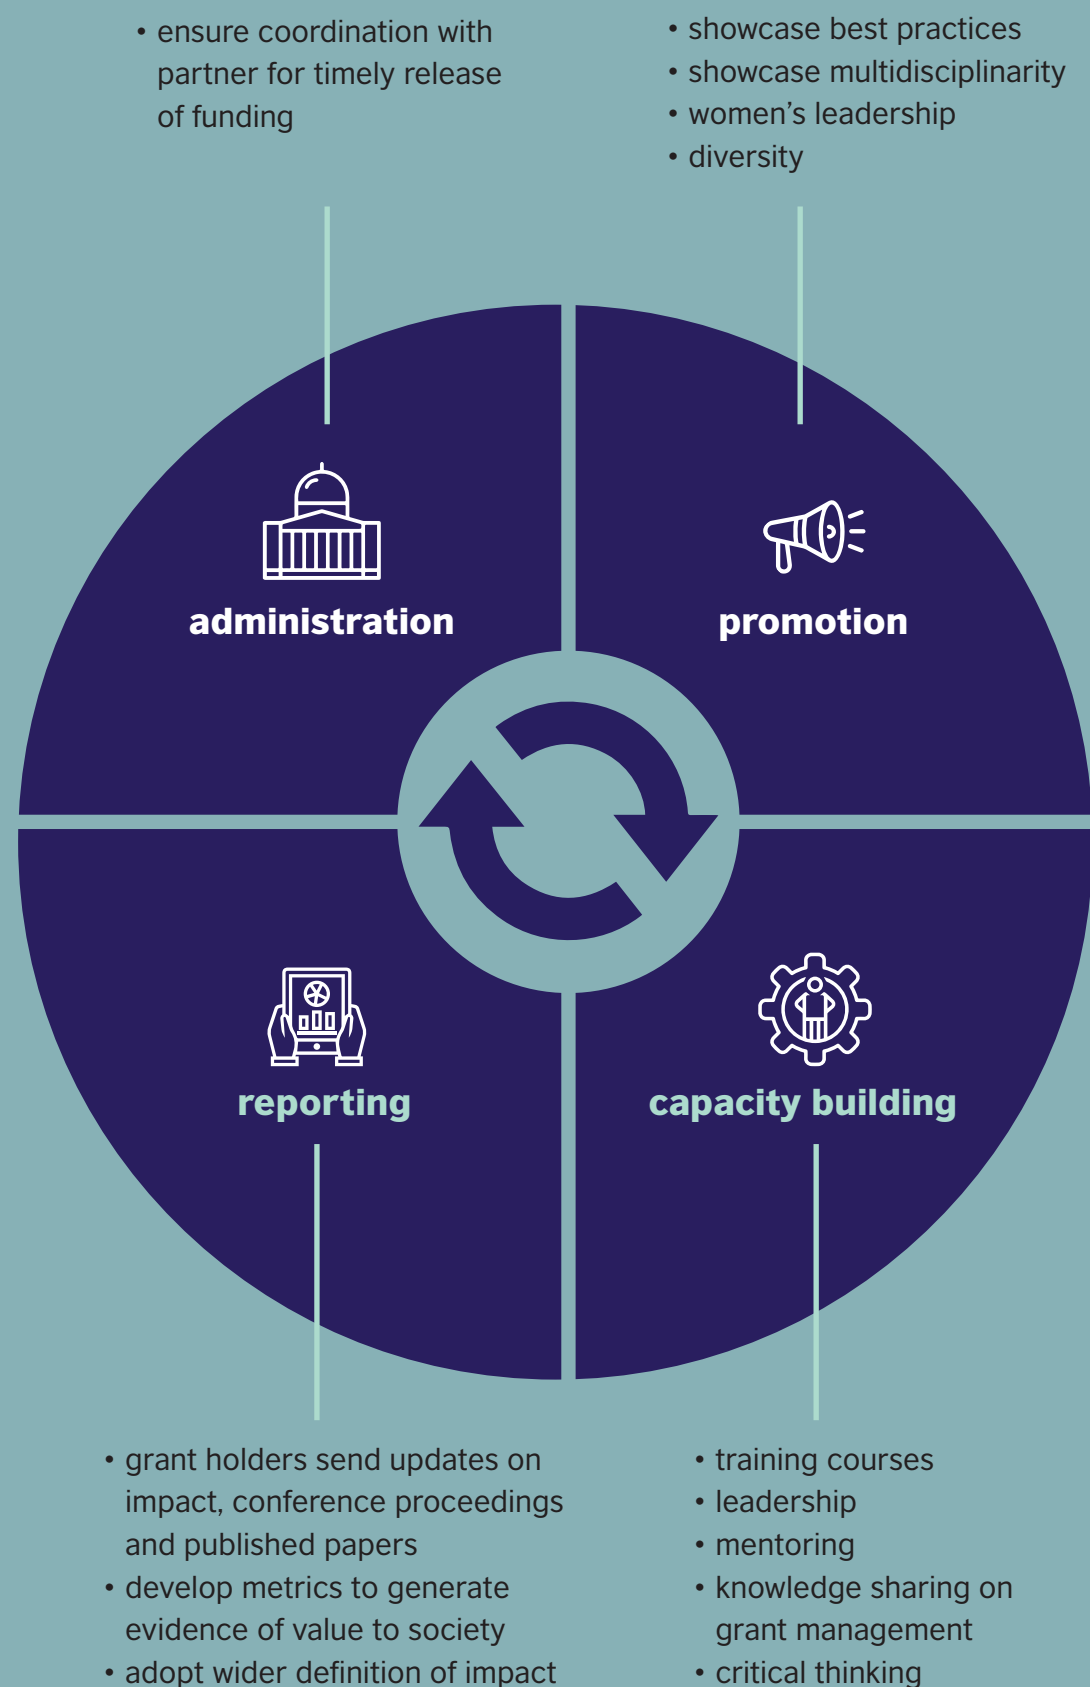 • ensure coordination with
partner for timely release
of funding
• showcase best practices
• showcase multidisciplinarity
• women’s leadership
• diversity
administration
promotion
reporting
capacity building
• grant holders send updates on
impact, conference proceedings
and published papers
• develop metrics to generate
evidence of value to society
• adopt wider definition of impact
• training courses
• leadership
• mentoring
• knowledge sharing on
grant management
• critical thinking